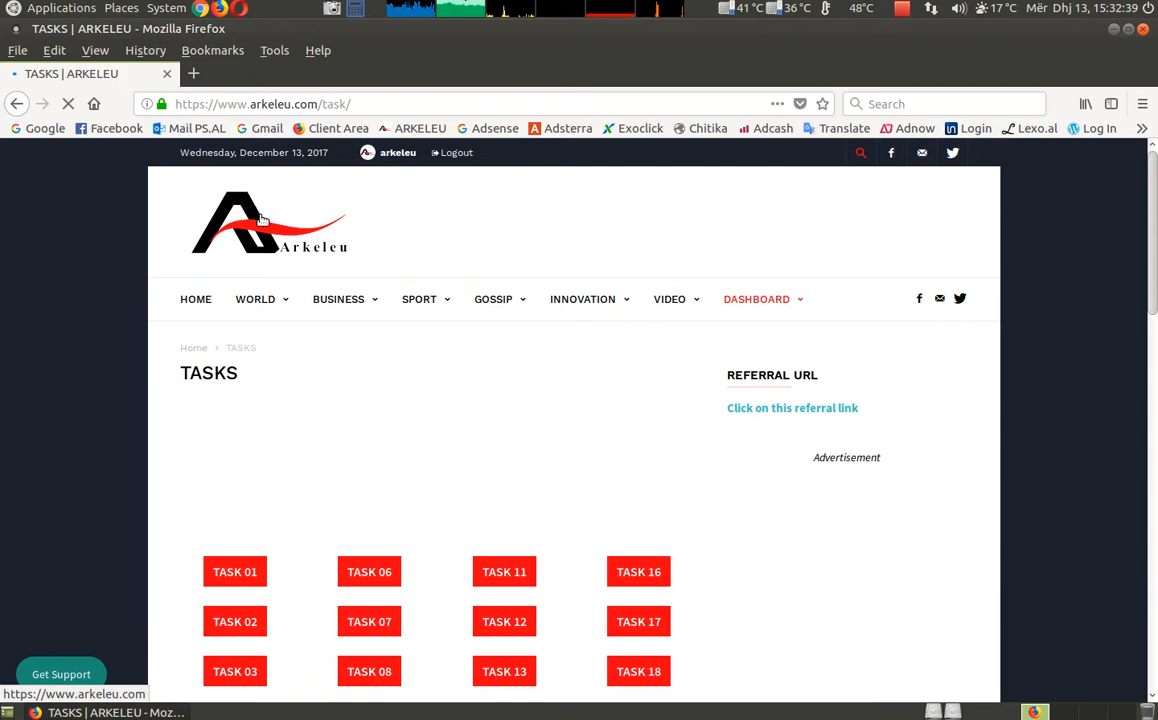 Applications Places System 41 °C 36 °C 48°C 17 °C Mër Dhj 13, 15:32:39
TASKS | ARKELEU - Mozilla Firefox
File Edit View History Bookmarks Tools Help
TASKS | ARKELEU
https://www.arkeleu.com/task/ Search
Google Facebook Mail PS.AL Gmail Client Area ARKELEU Adsense Adsterra Exoclick Chitika Adcash Translate Adnow Login Lexo.al Log In
Wednesday, December 13, 2017 arkeleu Logout
Arkeleu
HOME WORLD BUSINESS SPORT GOSSIP INNOVATION VIDEO DASHBOARD
Home > TASKS
TASKS
REFERRAL URL
Click on this referral link
Advertisement
TASK 01 TASK 06 TASK 11 TASK 16
TASK 02 TASK 07 TASK 12 TASK 17
TASK 03 TASK 08 TASK 13 TASK 18
Get Support
https://www.arkeleu.com
TASKS | ARKELEU - Moz...